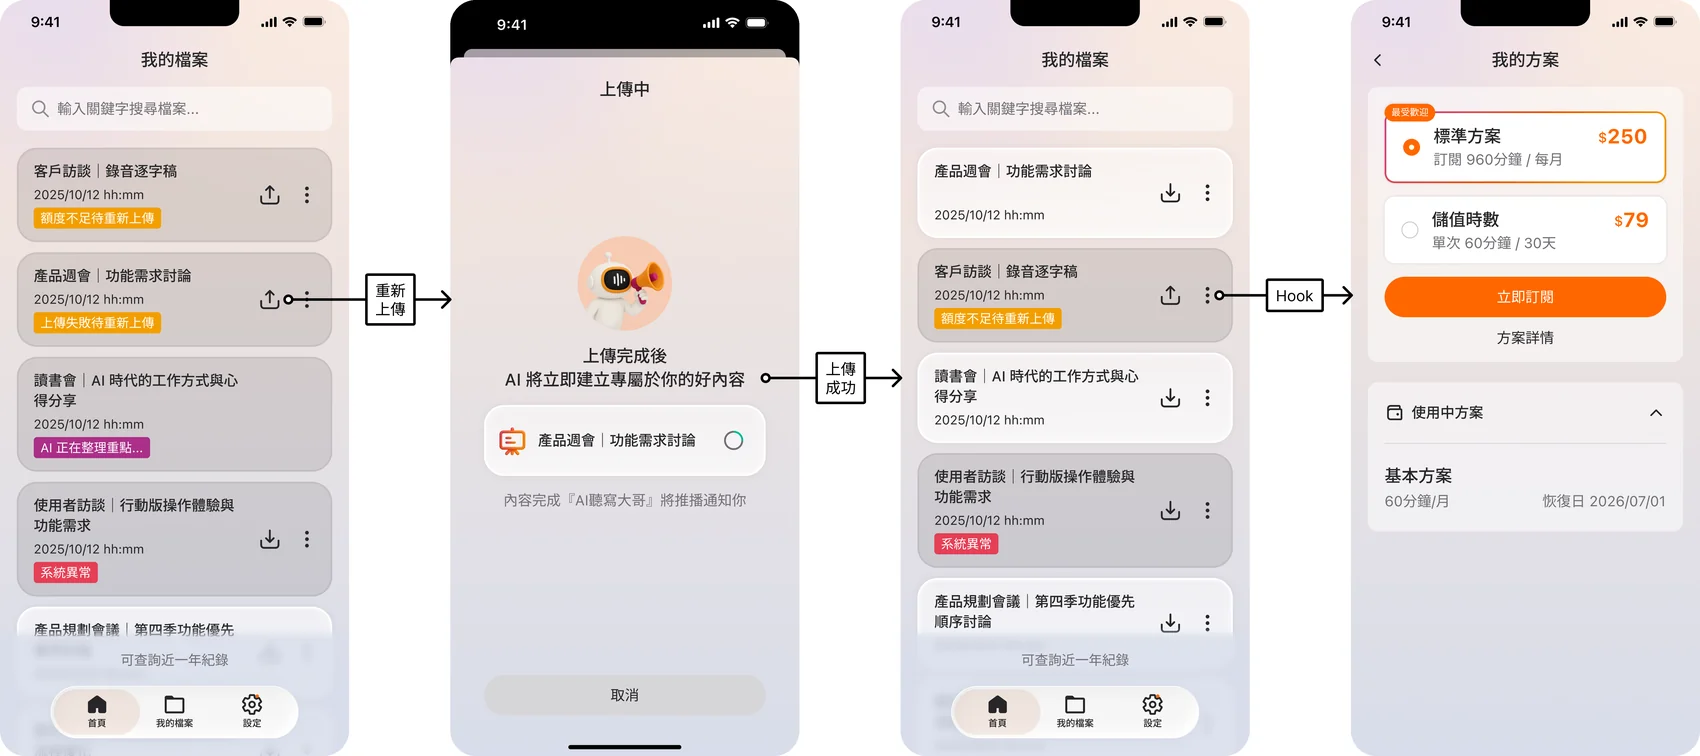 9:41
我的檔案
輸入關鍵字搜尋檔案...
客戶訪談｜錄音逐字稿
2025/10/12 hh:mm
額度不足待重新上傳
產品週會｜功能需求討論
2025/10/12 hh:mm
上傳失敗待重新上傳
讀書會｜AI 時代的工作方式與心
得分享
2025/10/12 hh:mm
AI 正在整理重點...
使用者訪談｜行動版操作體驗與
功能需求
2025/10/12 hh:mm
系統異常
產品規劃會議｜第四季功能優先
可查詢近一年紀錄
首頁
我的檔案
設定
重新
上傳
9:41
上傳中
上傳完成後
AI 將立即建立專屬於你的好內容
產品週會｜功能需求討論
內容完成『AI聽寫大哥』將推播通知你
取消
上傳
成功
9:41
我的檔案
輸入關鍵字搜尋檔案...
產品週會｜功能需求討論
2025/10/12 hh:mm
客戶訪談｜錄音逐字稿
2025/10/12 hh:mm
額度不足待重新上傳
讀書會｜AI 時代的工作方式與心
得分享
2025/10/12 hh:mm
使用者訪談｜行動版操作體驗與
功能需求
2025/10/12 hh:mm
系統異常
產品規劃會議｜第四季功能優先
順序討論
可查詢近一年紀錄
首頁
我的檔案
設定
Hook
9:41
我的方案
最受歡迎
標準方案
$250
訂閱 960分鐘 / 每月
儲值時數
$79
單次 60分鐘 / 30天
立即訂閱
方案詳情
使用中方案
基本方案
60分鐘/月
恢復日 2026/07/01